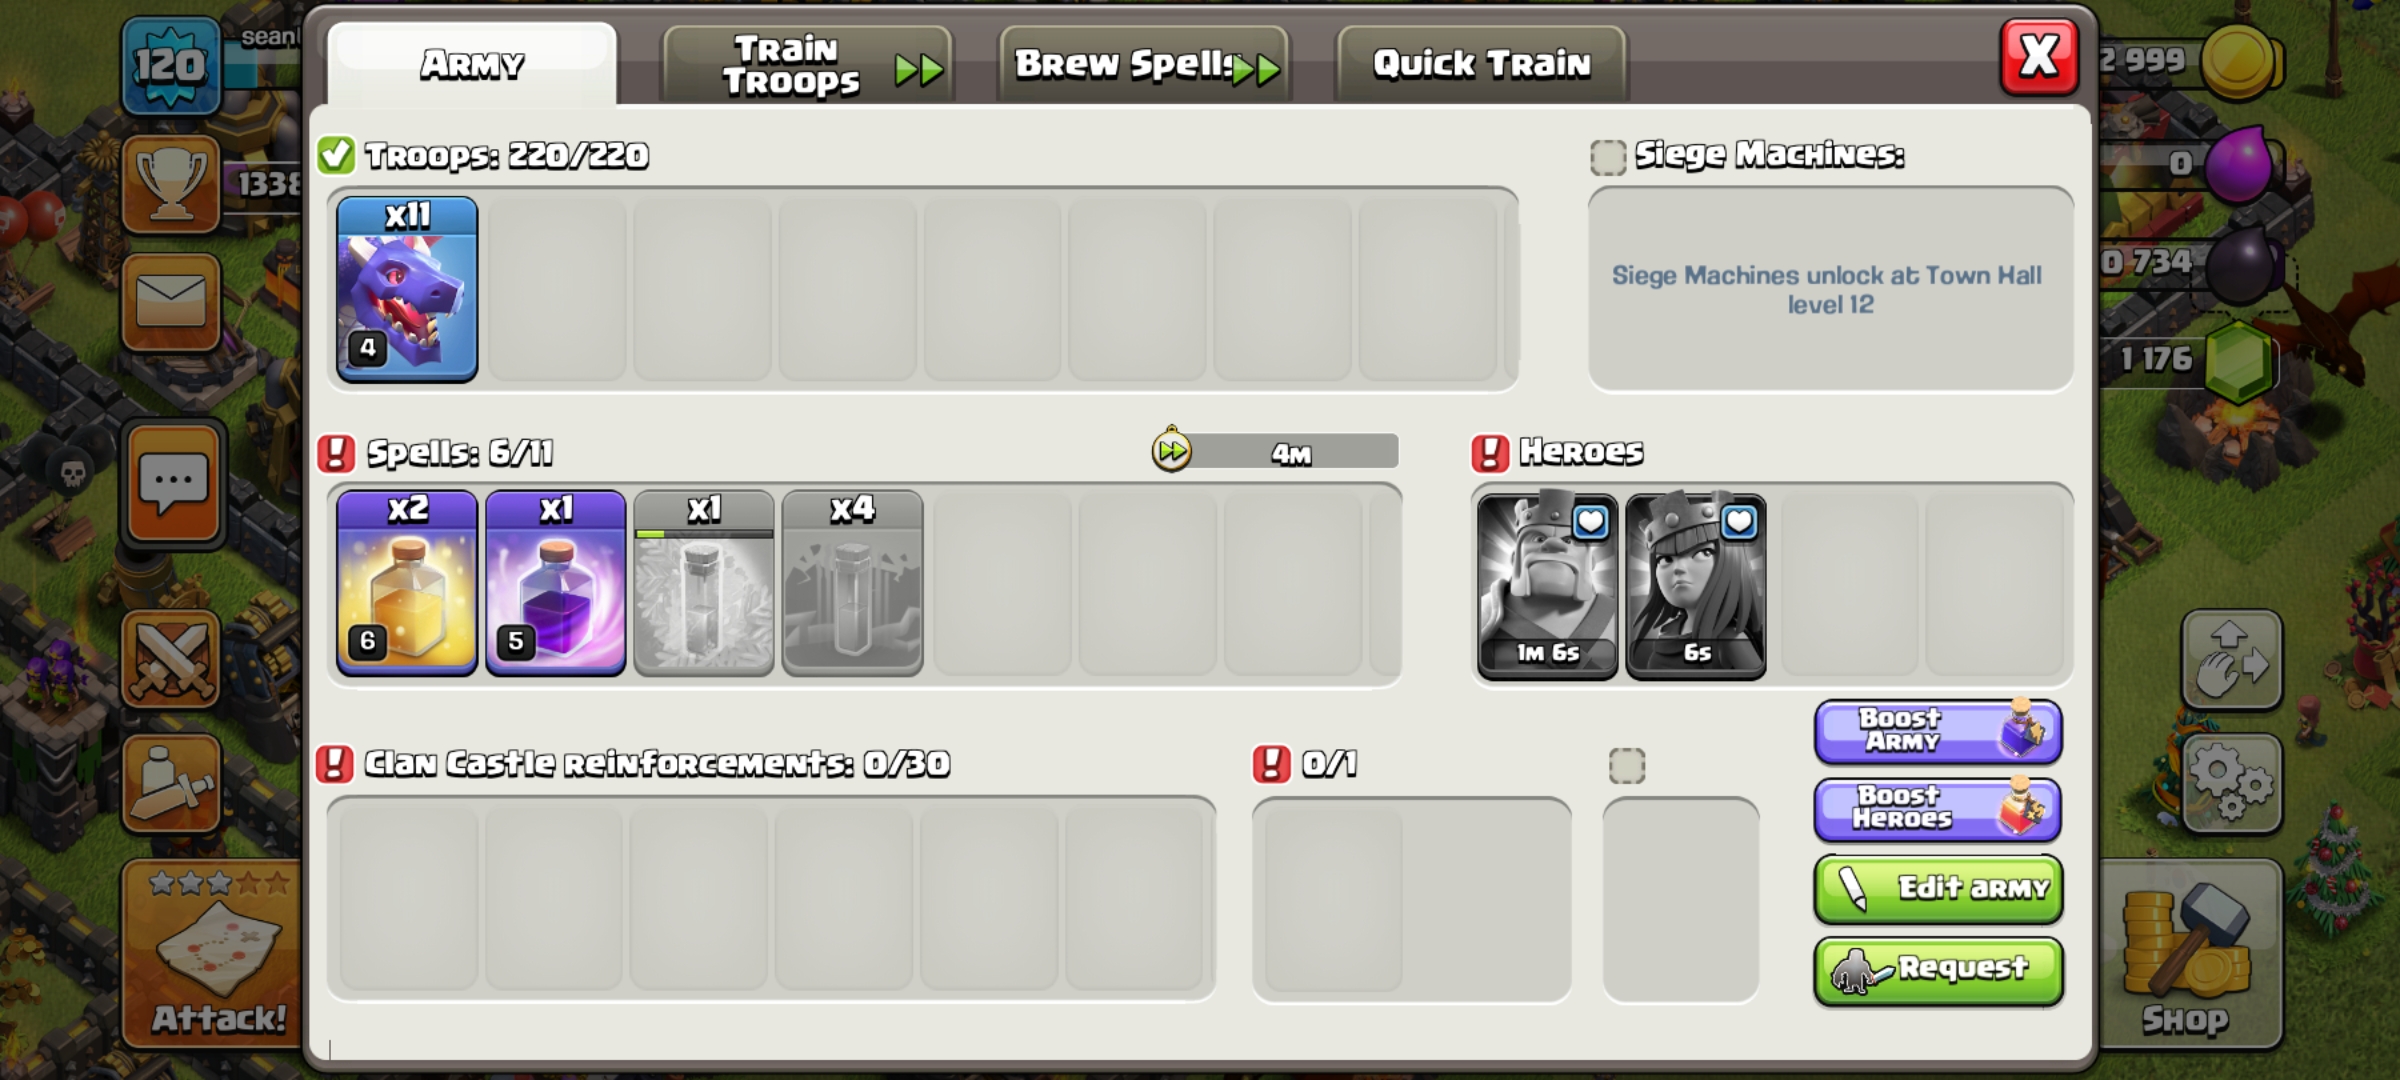 120
seanl
1338
Army
Train
Troops
Brew Spells
Quick Train
X
2 999
0
0 734
1 176
Troops: 220/220
x11
4
Siege Machines:
Siege Machines unlock at Town Hall
level 12
Spells: 6/11
4m
x2
6
x1
5
x1
x4
Heroes
1m 6s
6s
Boost
Army
Boost
Heroes
Edit army
Request
Clan Castle reinforcements: 0/30
0/1
Attack!
Shop